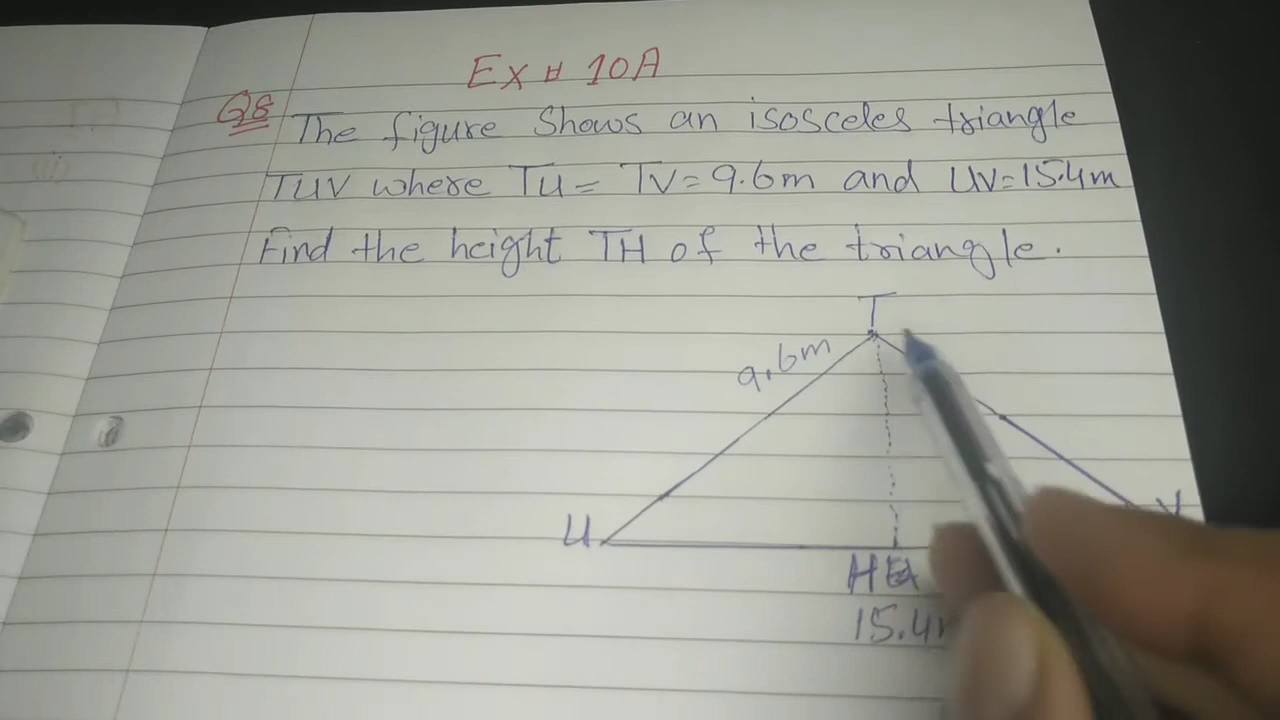 Ex # 10A
Q8
The figure Shows an isosceles triangle
TUV where TU = TV = 9.6m and UV = 15.4m
Find the height TH of the triangle.
T
9.6m
U
V
H
15.4m